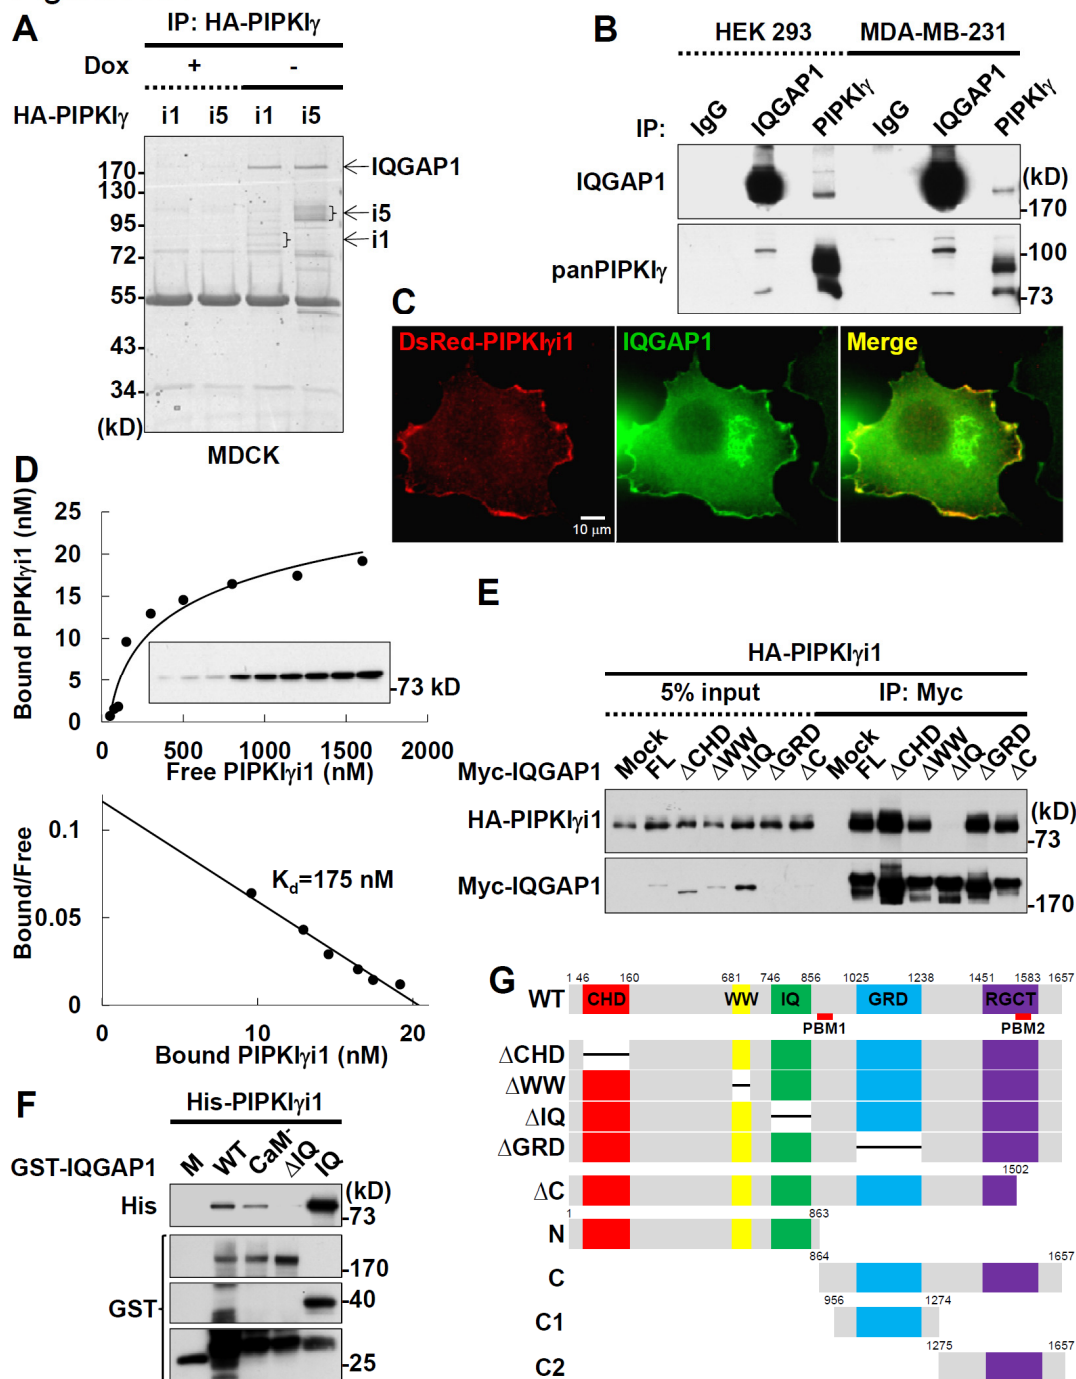 A
IP: HA-PIPKIγ
Dox + -
HA-PIPKIγ i1 i5 i1 i5
170
130
95
72
55
43
34
(kD)
IQGAP1
i5
i1
MDCK
B
HEK 293 MDA-MB-231
IP: IgG IQGAP1 PIPKIγ IgG IQGAP1 PIPKIγ
IQGAP1
(kD)
-170
panPIPKIγ
-100
-73
C
DsRed-PIPKIγi1 IQGAP1 Merge
10 μm
D
Bound PIPKIγi1 (nM)
25
20
15
10
5
0
-73 kD
0 500 1000 1500 2000
Free PIPKIγi1 (nM)
Bound/Free
0.1
0.05
0
Kd=175 nM
0 10 20
Bound PIPKIγi1 (nM)
E
HA-PIPKIγi1
5% input IP: Myc
Myc-IQGAP1 Mock FL ΔCHD ΔWW ΔIQ ΔGRD ΔC Mock FL ΔCHD ΔWW ΔIQ ΔGRD ΔC
HA-PIPKIγi1
(kD)
-73
Myc-IQGAP1
-170
F
His-PIPKIγi1
GST-IQGAP1 M WT CaM- ΔIQ IQ
His
(kD)
-73
GST
-170
-40
-25
G
1 46 160 681 746 856 1025 1238 1451 1583 1657
WT CHD WW IQ GRD RGCT
PBM1 PBM2
ΔCHD
ΔWW
ΔIQ
ΔGRD
1502
ΔC
1 863
N
864 1657
C
956 1274
C1
1275 1657
C2